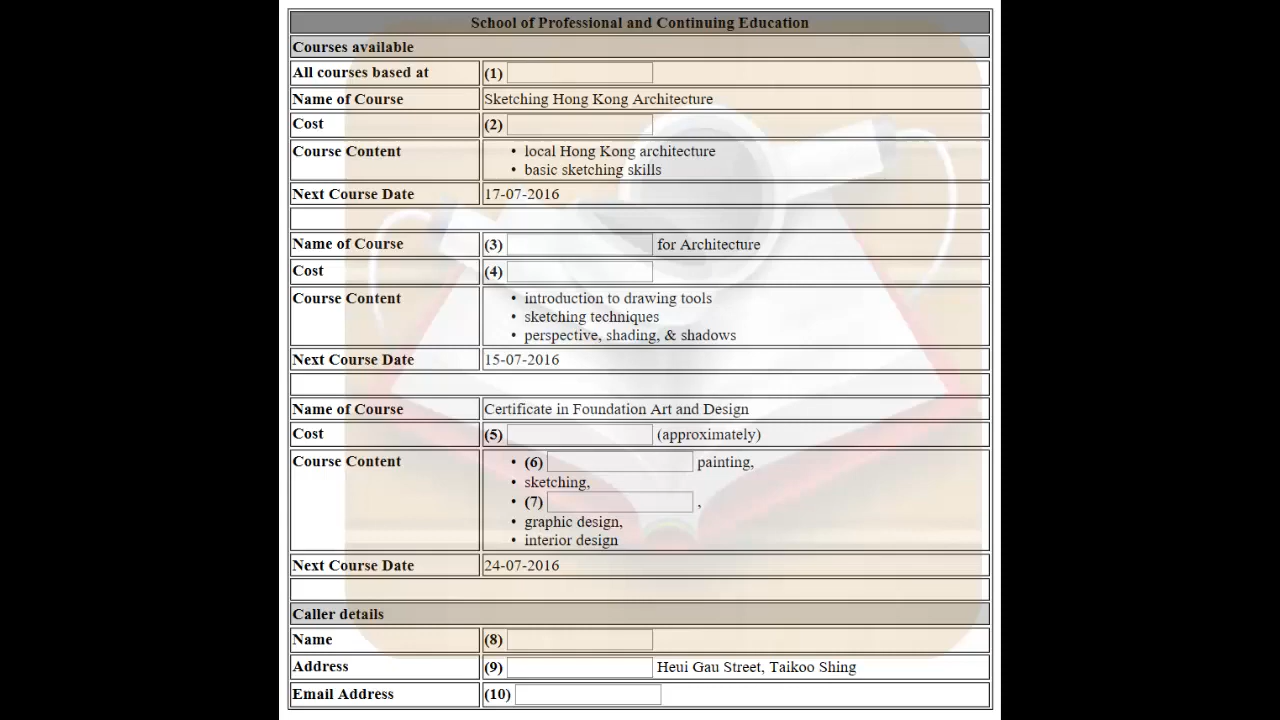 School of Professional and Continuing Education
Courses available
All courses based at (1)
Name of Course Sketching Hong Kong Architecture
Cost (2)
Course Content • local Hong Kong architecture
• basic sketching skills
Next Course Date 17-07-2016
Name of Course (3) for Architecture
Cost (4)
Course Content • introduction to drawing tools
• sketching techniques
• perspective, shading, & shadows
Next Course Date 15-07-2016
Name of Course Certificate in Foundation Art and Design
Cost (5) (approximately)
Course Content • (6) painting,
• sketching,
• (7) ,
• graphic design,
• interior design
Next Course Date 24-07-2016
Caller details
Name (8)
Address (9) Heui Gau Street, Taikoo Shing
Email Address (10)